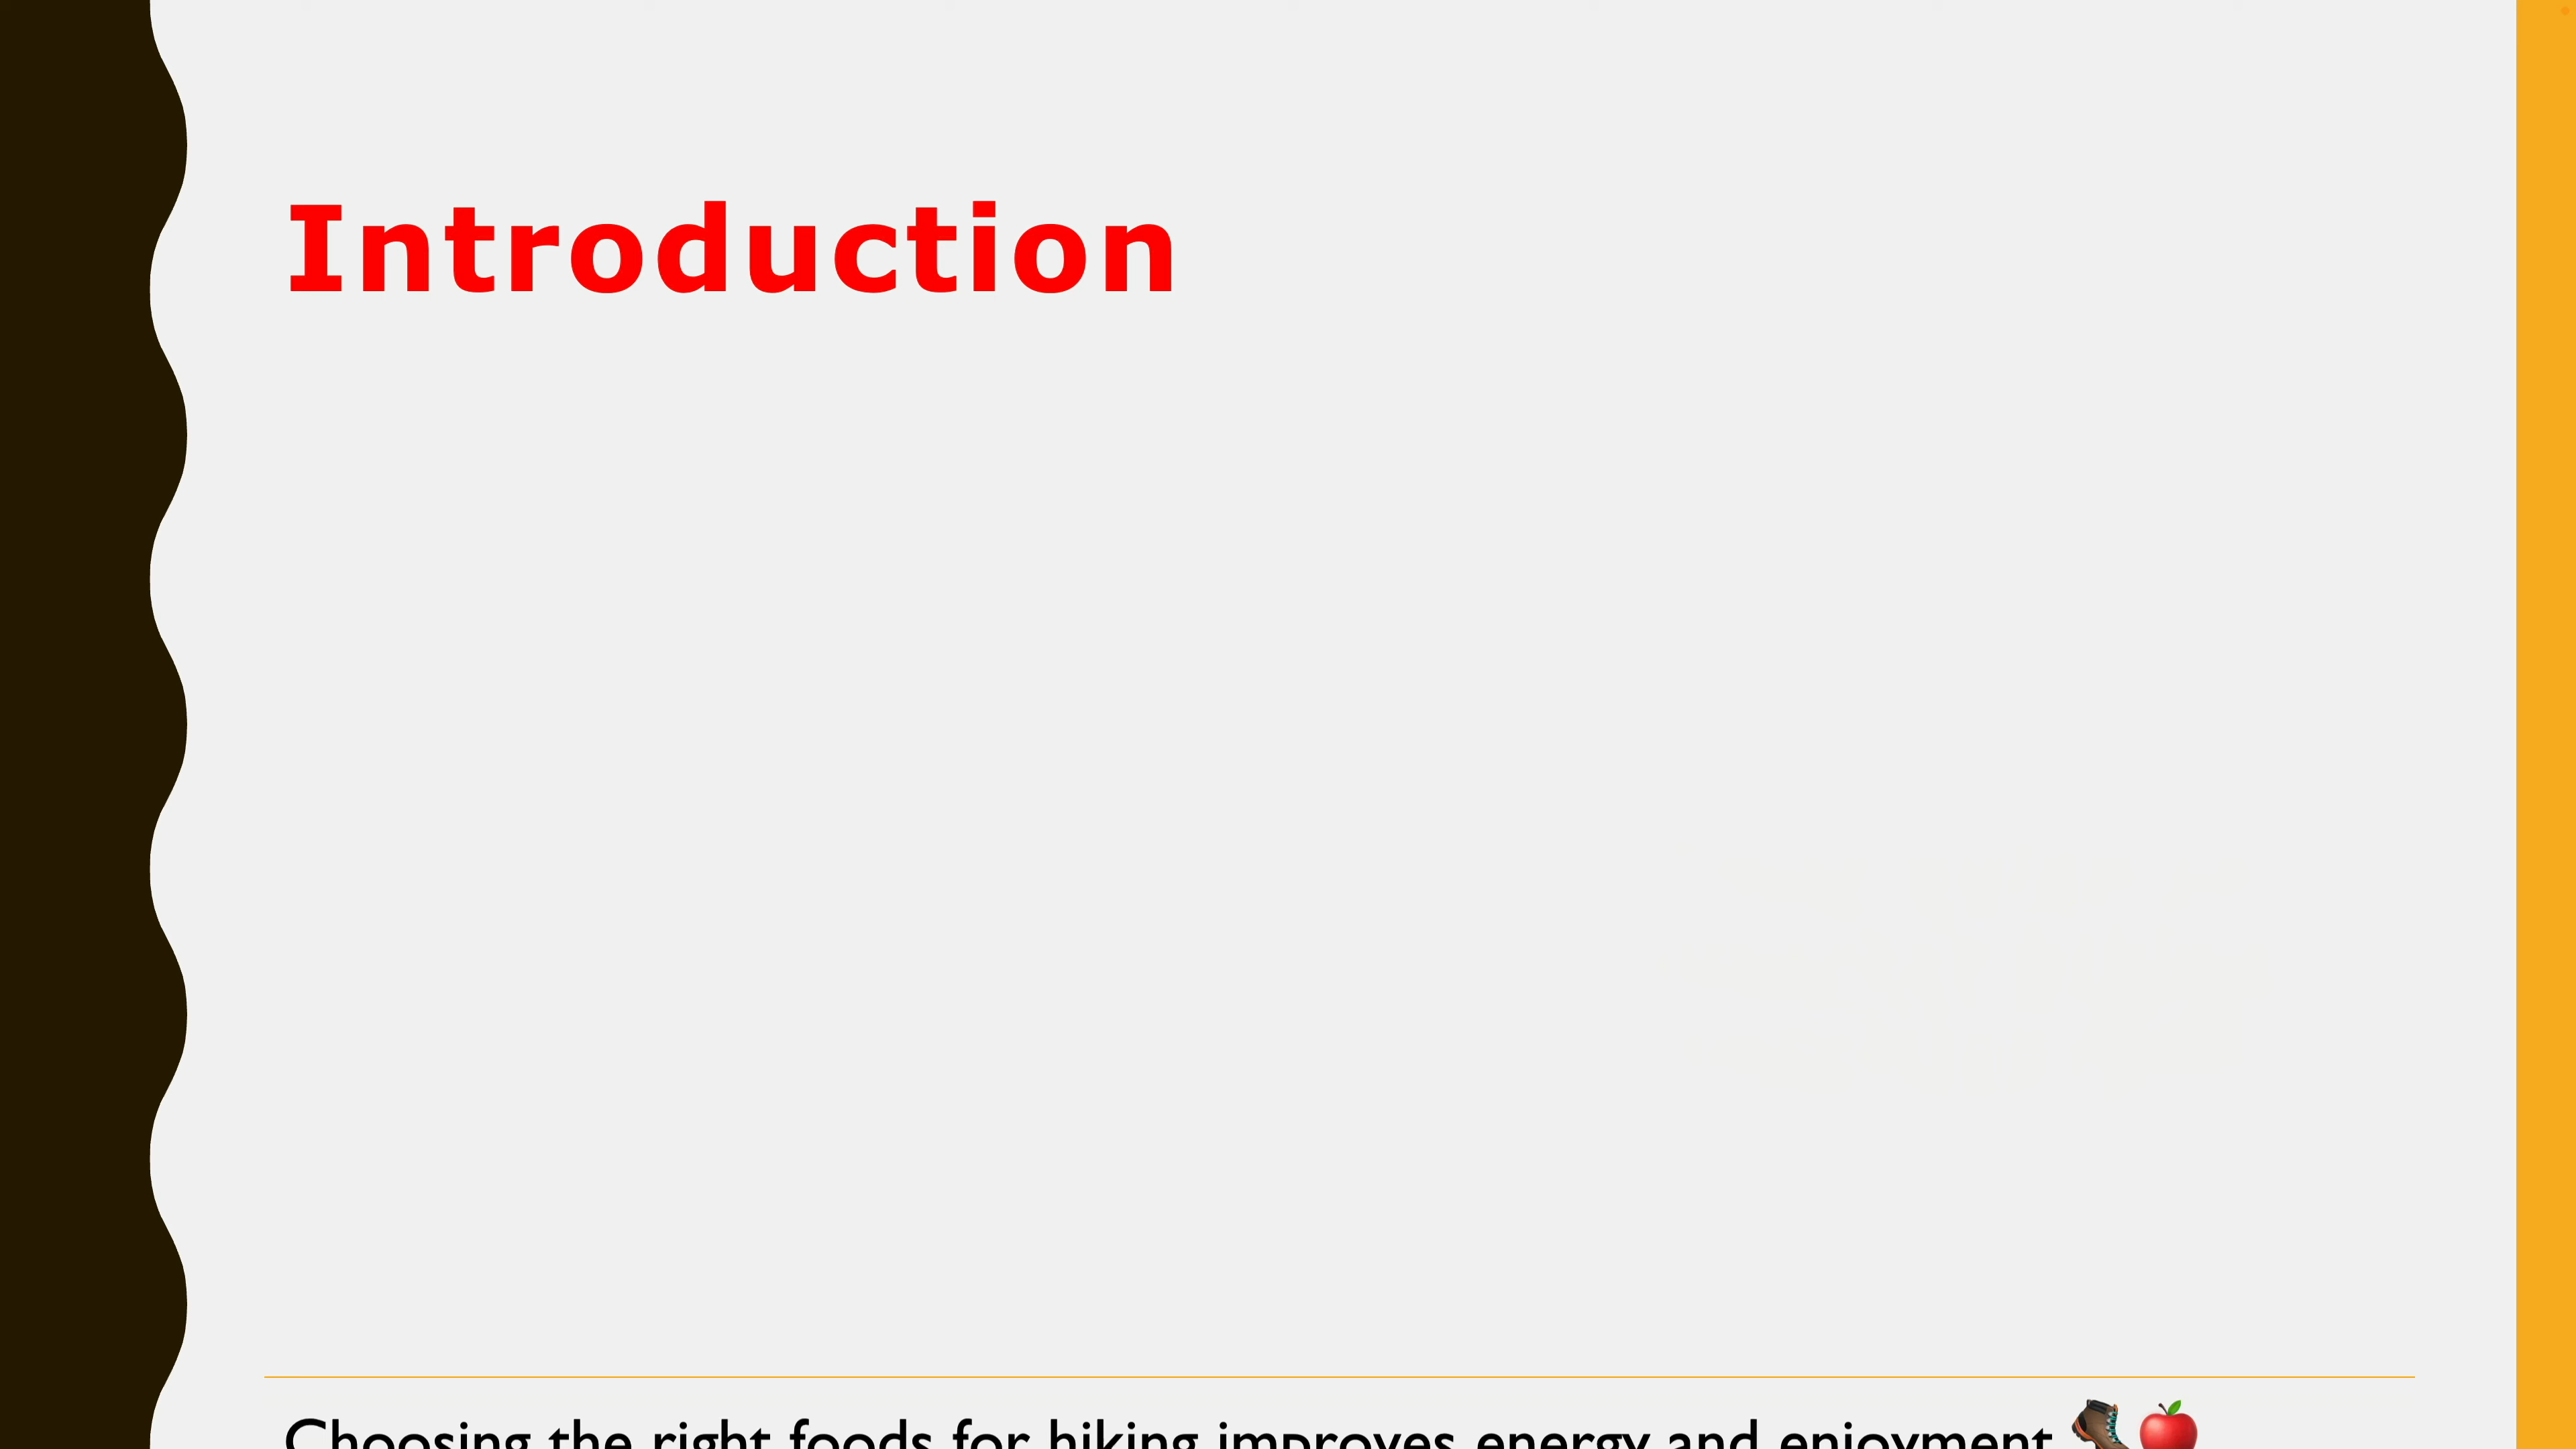 Introduction
Choosing the right foods for hiking improves energy and enjoyment 🥾🍎